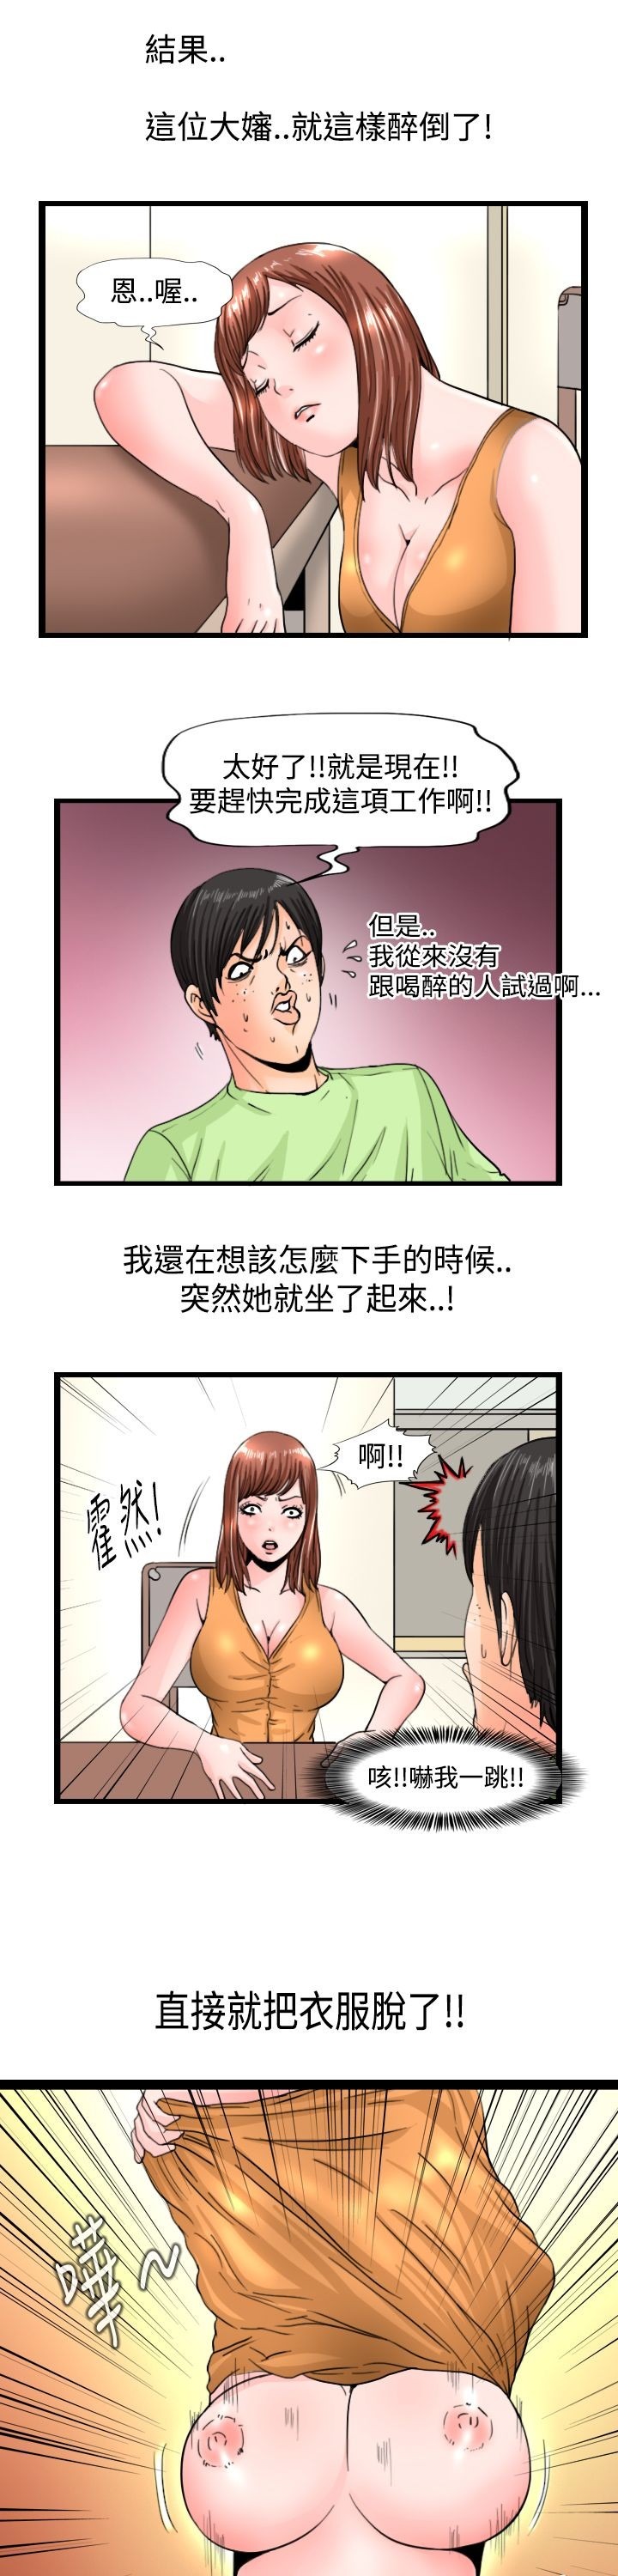 結果..
這位大嬸..就這樣醉倒了!
恩..喔..
太好了!!就是現在!!
要趕快完成這項工作啊!!
但是..
我從來沒有
跟喝醉的人試過啊...
我還在想該怎麼下手的時候..
突然她就坐了起來..!
啊!!
霍然!
咳!!嚇我一跳!!
直接就把衣服脫了!!
嘩~